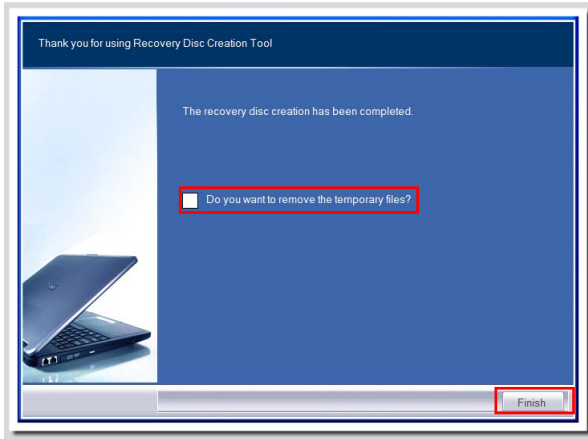 Thank you for using Recovery Disc Creation Tool
The recovery disc creation has been completed.
Do you want to remove the temporary files?
Finish